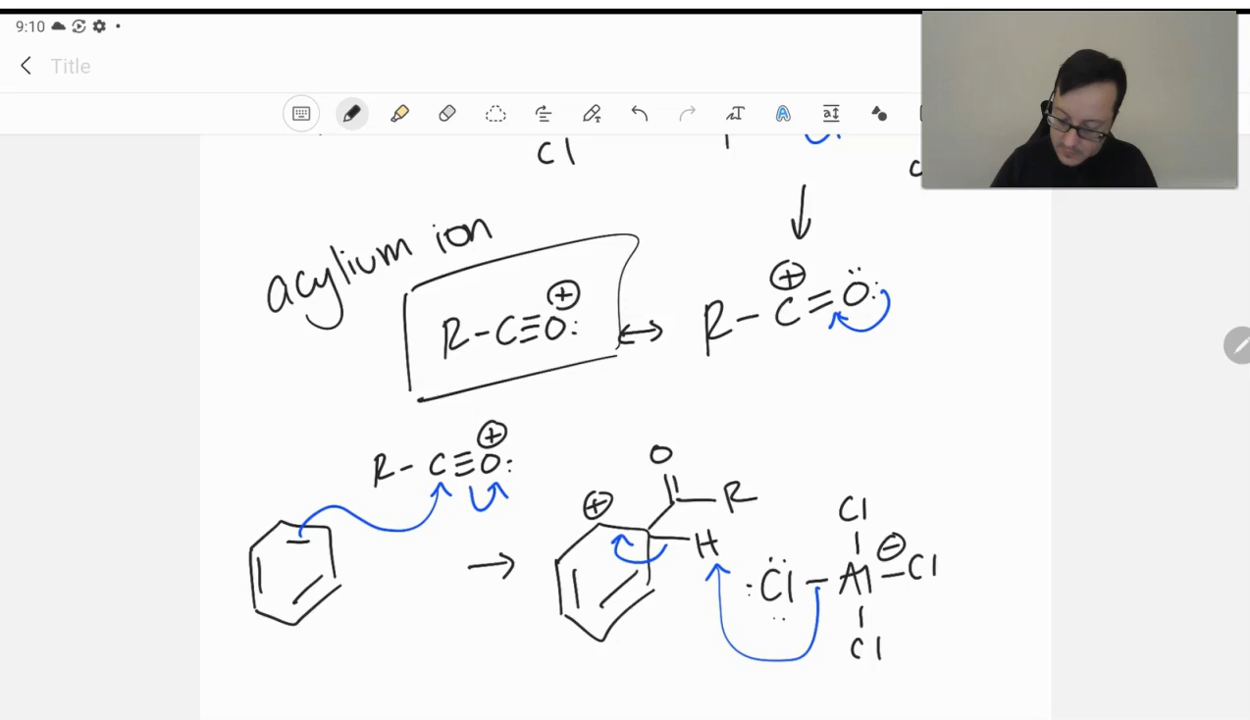 9:10
Title
Cl
acylium ion
⊕
R-C≡O:
↔
⊕
R-C=Ö:
⊕
R-C≡O:
O
⊕
R
H
Cl
:Cl-Al-Cl
⊖
Cl